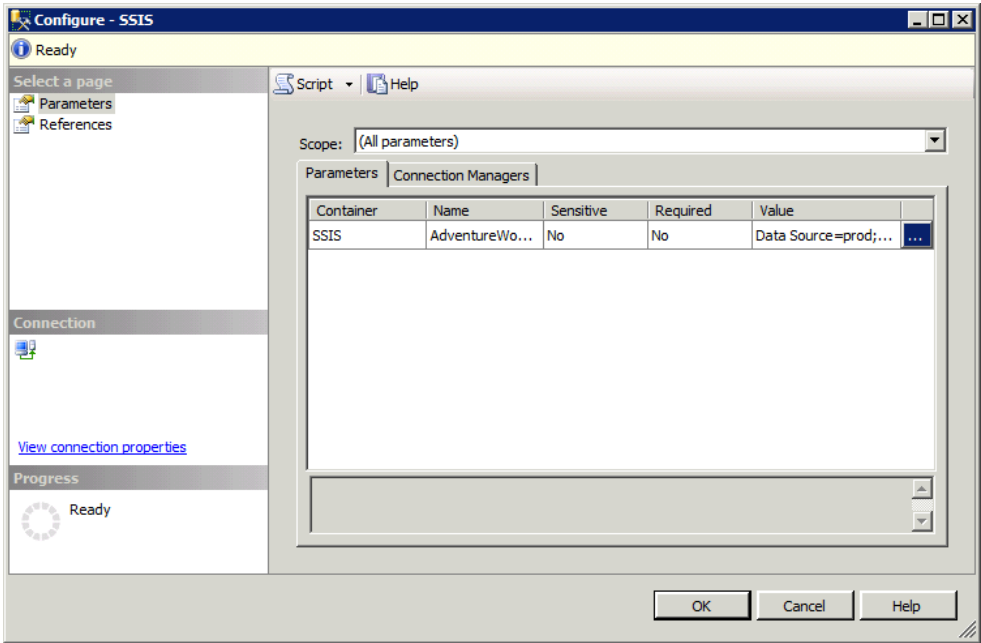 Configure - SSIS
Ready
Select a page
Parameters
References
Script
Help
Scope: (All parameters)
Parameters Connection Managers
Container Name Sensitive Required Value
SSIS AdventureWo... No No Data Source=prod;... ...
Connection
View connection properties
Progress
Ready
OK Cancel Help